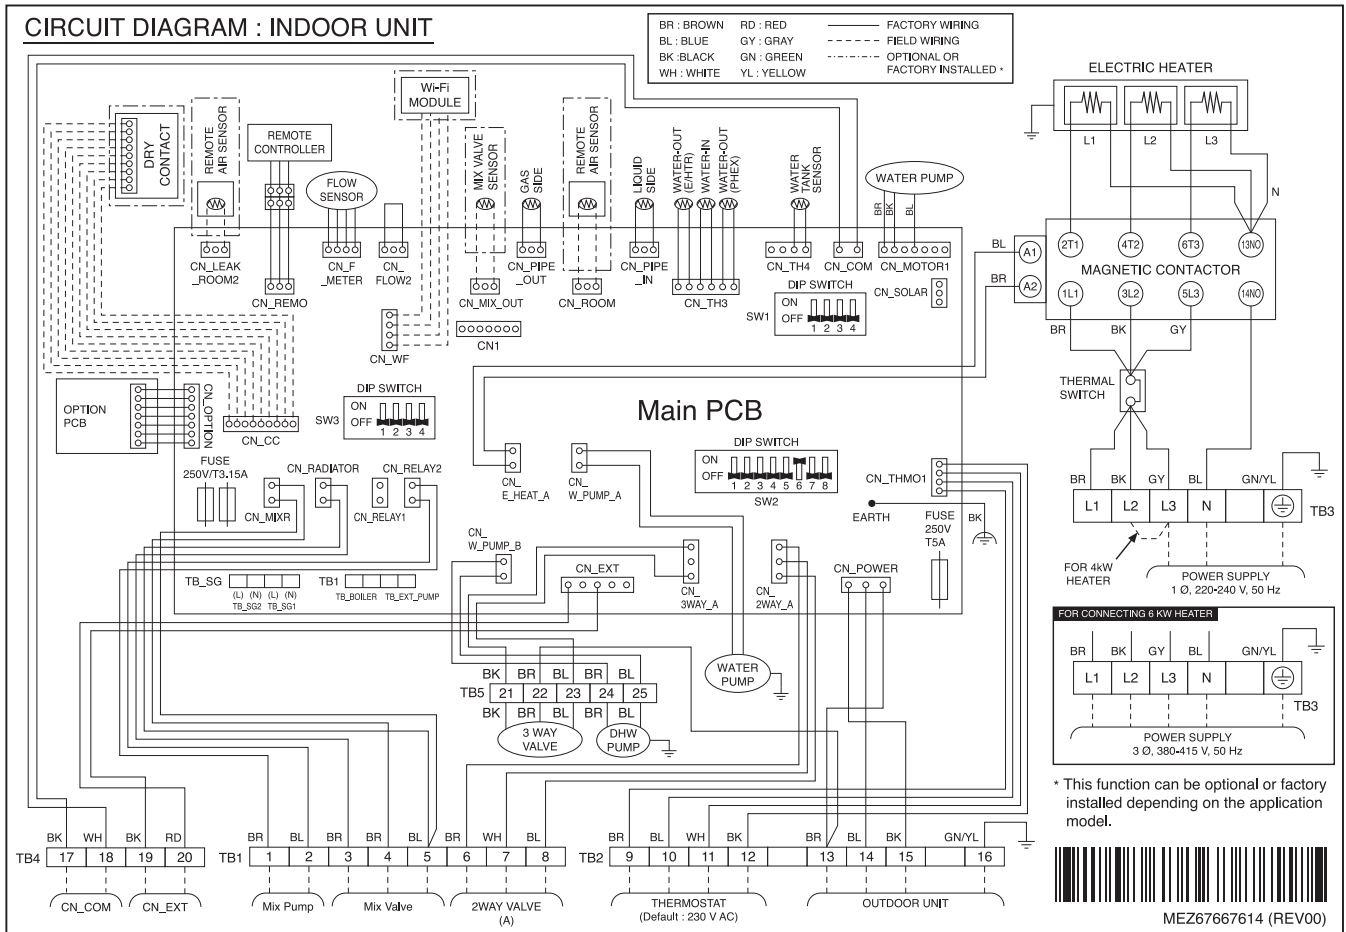 CIRCUIT DIAGRAM : INDOOR UNIT
BR : BROWN RD : RED FACTORY WIRING
BL : BLUE GY : GRAY FIELD WIRING
BK :BLACK GN : GREEN OPTIONAL OR
WH : WHITE YL : YELLOW FACTORY INSTALLED *
DRY CONTACT
REMOTE AIR SENSOR
REMOTE
CONTROLLER
FLOW
SENSOR
Wi-Fi
MODULE
MIX VALVE SENSOR
GAS SIDE
REMOTE AIR SENSOR
LIQUID SIDE
WATER-OUT (E/HTR)
WATER-IN
WATER-OUT (PHEX)
WATER TANK SENSOR
WATER PUMP
BR BK BL
ELECTRIC HEATER
L1 L2 L3
N
CN_LEAK
_ROOM2
CN_REMO
CN_F
_METER
CN_
FLOW2
CN_MIX_OUT
CN_PIPE
_OUT
CN_ROOM
CN_PIPE
_IN
CN_TH3
CN_TH4
CN_COM
CN_MOTOR1
CN_SOLAR
DIP SWITCH
ON
SW1 OFF
1 2 3 4
CN_WF
CN1
BL A1
BR A2
2T1 4T2 6T3 13NO
MAGNETIC CONTACTOR
1L1 3L2 5L3 14NO
BR BK GY
THERMAL
SWITCH
OPTION
PCB
CN_OPTION
CN_CC
DIP SWITCH
ON
SW3 OFF
1 2 3 4
Main PCB
FUSE
250V/T3.15A
CN_RADIATOR
CN_RELAY2
CN_MIXR
CN_RELAY1
CN_
E_HEAT_A
CN_
W_PUMP_A
DIP SWITCH
ON
OFF
1 2 3 4 5 6 7 8
SW2
CN_THMO1
EARTH
BK
FUSE
250V
T5A
CN_
W_PUMP_B
CN_EXT
CN_
3WAY_A
CN_
2WAY_A
CN_POWER
TB_SG
(L) (N) (L) (N)
TB_SG2 TB_SG1
TB1
TB_BOILER TB_EXT_PUMP
BR BK GY BL GN/YL
L1 L2 L3 N
TB3
FOR 4kW
HEATER
POWER SUPPLY
1 Ø, 220-240 V, 50 Hz
FOR CONNECTING 6 KW HEATER
BR BK GY BL GN/YL
L1 L2 L3 N
TB3
POWER SUPPLY
3 Ø, 380-415 V, 50 Hz
BK BR BL BR BL
TB5 21 22 23 24 25
BK BR BL BR BL
3 WAY
VALVE
DHW
PUMP
WATER
PUMP
* This function can be optional or factory
installed depending on the application
model.
BK WH BK RD
TB4 17 18 19 20
CN_COM CN_EXT
BR BL BR BR BL BR WH BL
TB1 1 2 3 4 5 6 7 8
Mix Pump Mix Valve 2WAY VALVE
(A)
BR BL WH BK BR BL BK GN/YL
TB2 9 10 11 12 13 14 15 16
THERMOSTAT
(Default : 230 V AC)
OUTDOOR UNIT
MEZ67667614 (REV00)